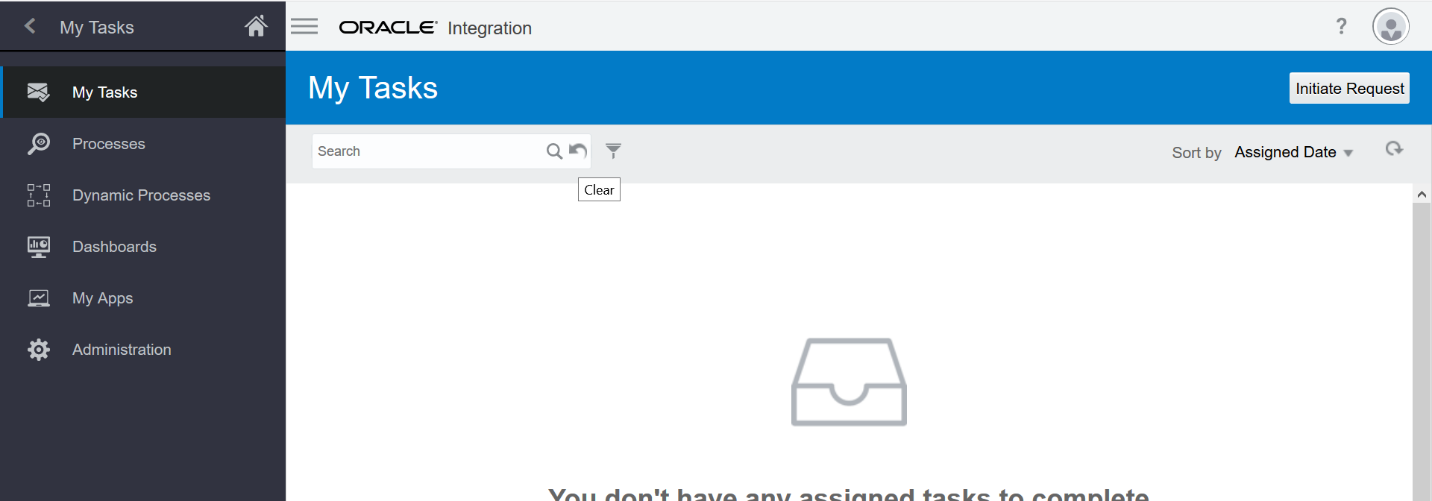 My Tasks
ORACLE Integration
?
My Tasks
Processes
Dynamic Processes
Dashboards
My Apps
Administration
My Tasks
Initiate Request
Search
Sort by Assigned Date
Clear
You don't have any assigned tasks to complete